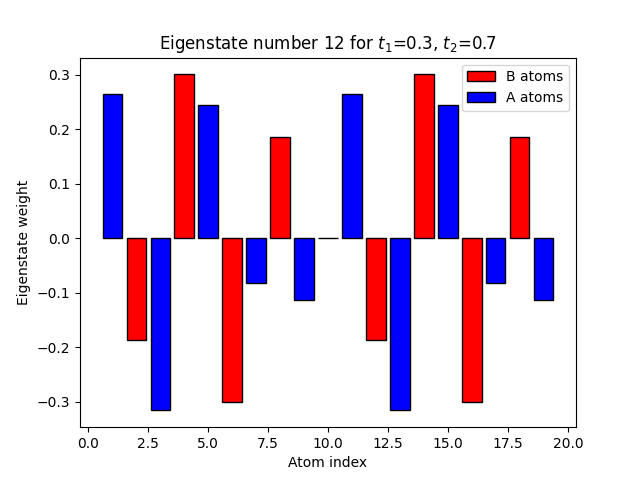 Eigenstate number 12 for t₁=0.3, t₂=0.7
B atoms
A atoms
Eigenstate weight
0.3
0.2
0.1
0.0
−0.1
−0.2
−0.3
0.0 2.5 5.0 7.5 10.0 12.5 15.0 17.5 20.0
Atom index